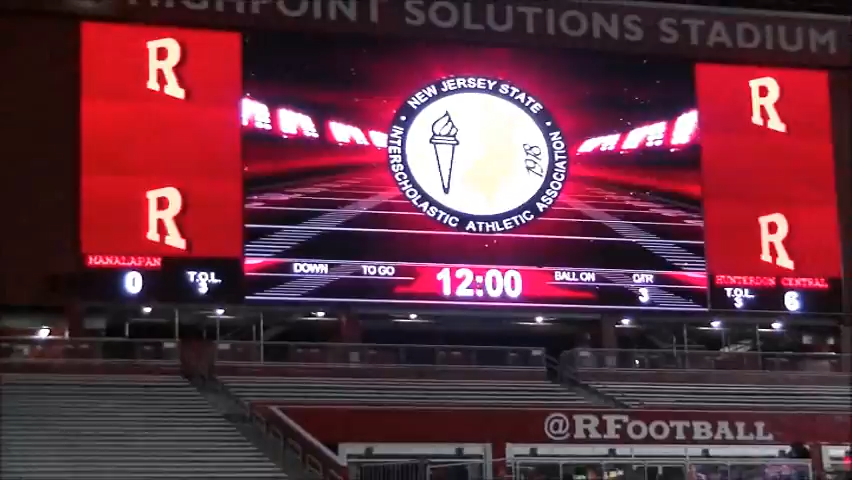 HIGHPOINT SOLUTIONS STADIUM
R
R
NEW JERSEY STATE
INTERSCHOLASTIC ATHLETIC ASSOCIATION
1918
R
R
MANALAPAN
0
T.O.L.
3
DOWN
TO GO
12:00
BALL ON
QTR
3
HUNTERDON CENTRAL
T.O.L.
3
6
@RFOOTBALL